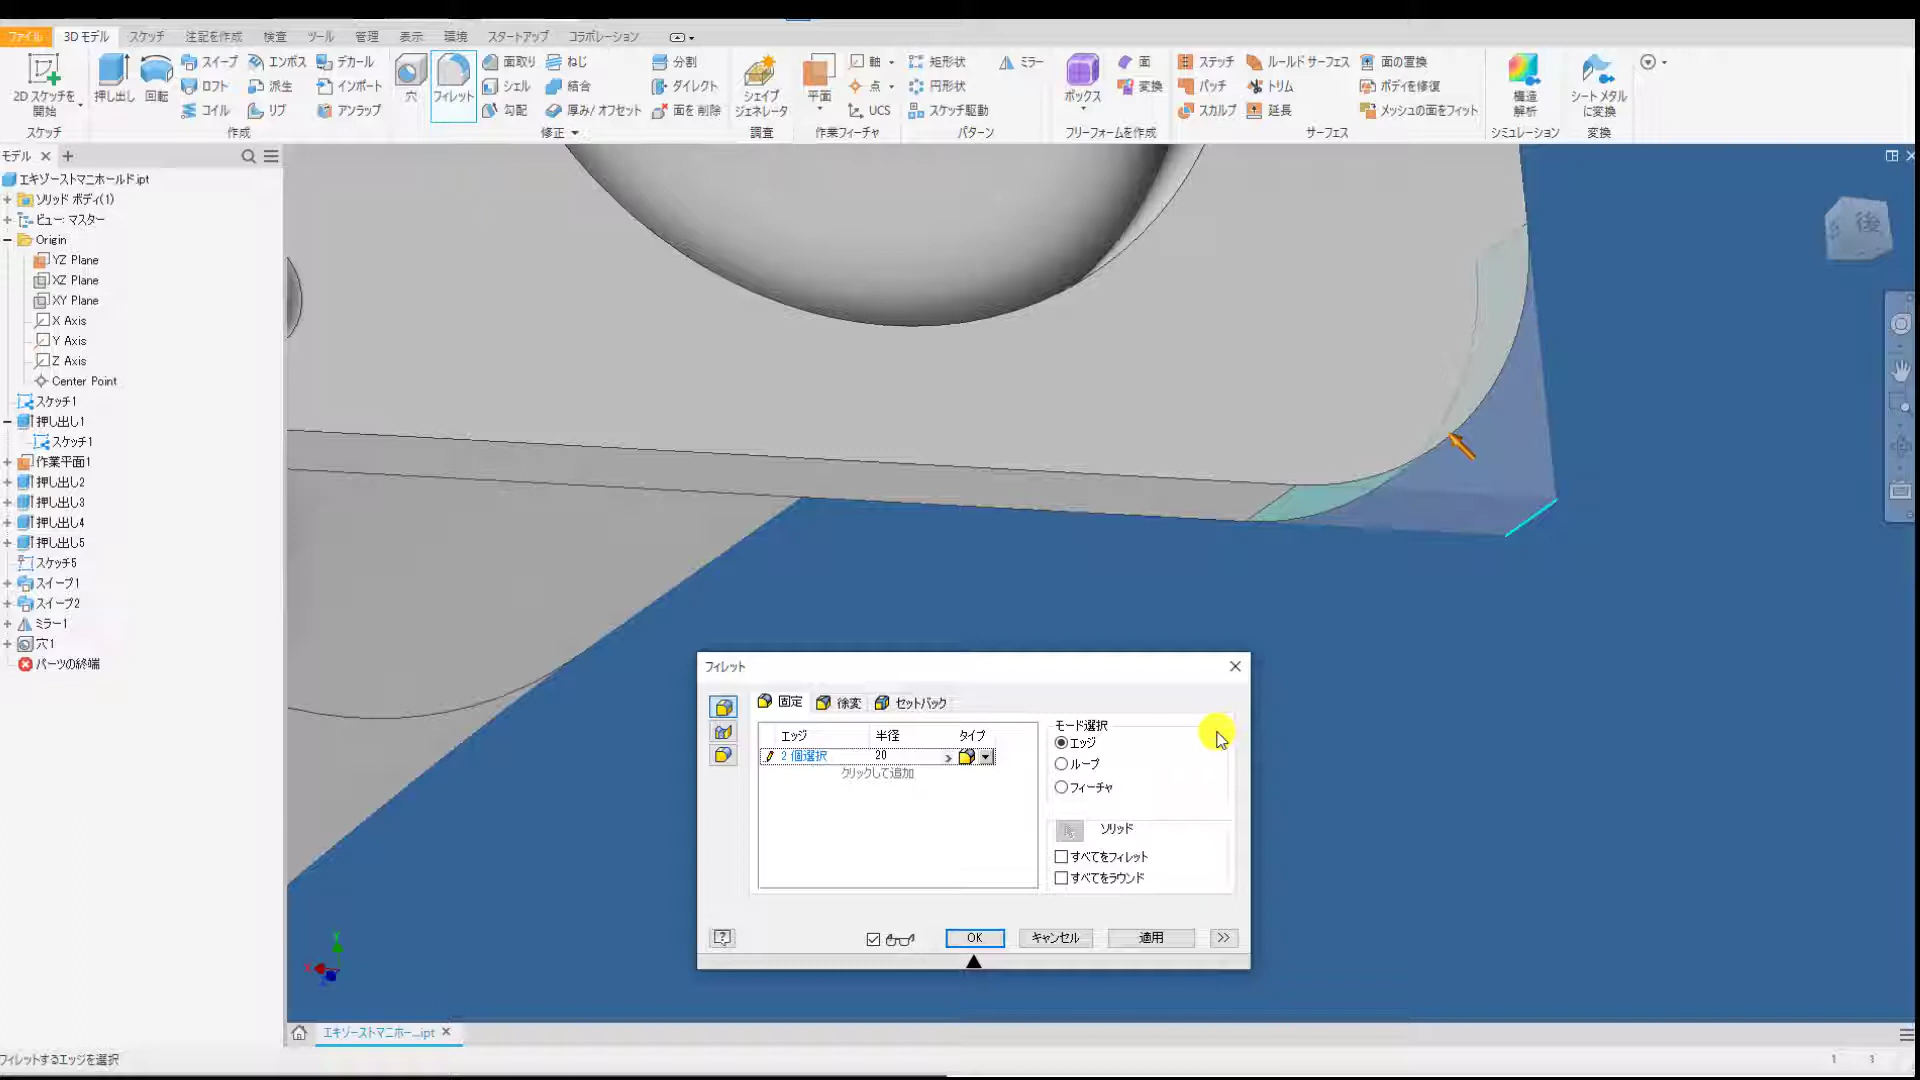 ファイル 3D モデル スケッチ 注記を作成 検査 ツール 管理 表示 環境 スタートアップ コラボレーション
2D スケッチを 開始
押し出し 回転 スイープ エンボス デカール
ロフト 派生 インポート
コイル リブ アンラップ
穴 フィレット 面取り ねじ 分割
シェル 結合 ダイレクト
勾配 厚み/ オフセット 面を 削除
シェイプ ジェネレータ
平面 軸 点 UCS
矩形状 ミラー
円形状
スケッチ駆動
ボックス 面 変換
ステッチ ルールド サーフェス 面の置換
パッチ トリム ボディを修復
スカルプ 延長 メッシュの面をフィット
構造 解析
シートメタル に変換
スケッチ 作成 修正 調査 作業フィーチャ パターン フリーフォームを作成 サーフェス シミュレーション 変換
モデル
エキゾーストマニホールド.ipt
ソリッド ボディ(1)
ビュー: マスター
Origin
YZ Plane
XZ Plane
XY Plane
X Axis
Y Axis
Z Axis
Center Point
スケッチ1
押し出し1
スケッチ1
作業平面1
押し出し2
押し出し3
押し出し4
押し出し5
スケッチ5
スイープ1
スイープ2
ミラー1
穴1
パーツの終端
後
フィレット
固定 徐変 セットバック
エッジ 半径 タイプ
2 個選択 20
クリックして追加
モード選択
エッジ
ループ
フィーチャ
ソリッド
すべてをフィレット
すべてをラウンド
OK キャンセル 適用 >>
エキゾーストマニホー...ipt
フィレットするエッジを選択
1 1